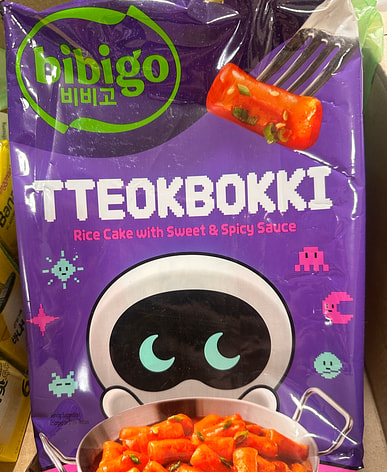 bibigo
비비고
TTEOKBOKKI
Rice Cake with Sweet & Spicy Sauce